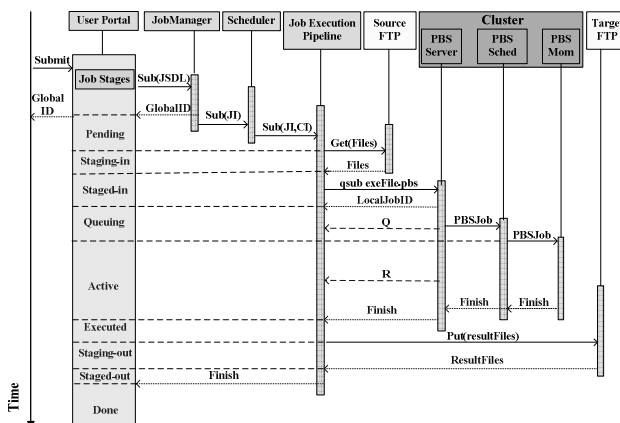 User Portal
JobManager
Scheduler
Job Execution
Pipeline
Source
FTP
Cluster
PBS
Server
PBS
Sched
PBS
Mom
Target
FTP
Submit
Job Stages
Sub(JSDL)
Global
ID
GlobalID
Sub(JI)
Pending
Sub(JI,CI)
Get(Files)
Staging-in
Files
Staged-in
qsub exeFile.pbs
LocalJobID
Queuing
Q
PBSJob
PBSJob
Active
R
Finish
Finish
Finish
Executed
Put(resultFiles)
Staging-out
ResultFiles
Staged-out
Finish
Done
Time